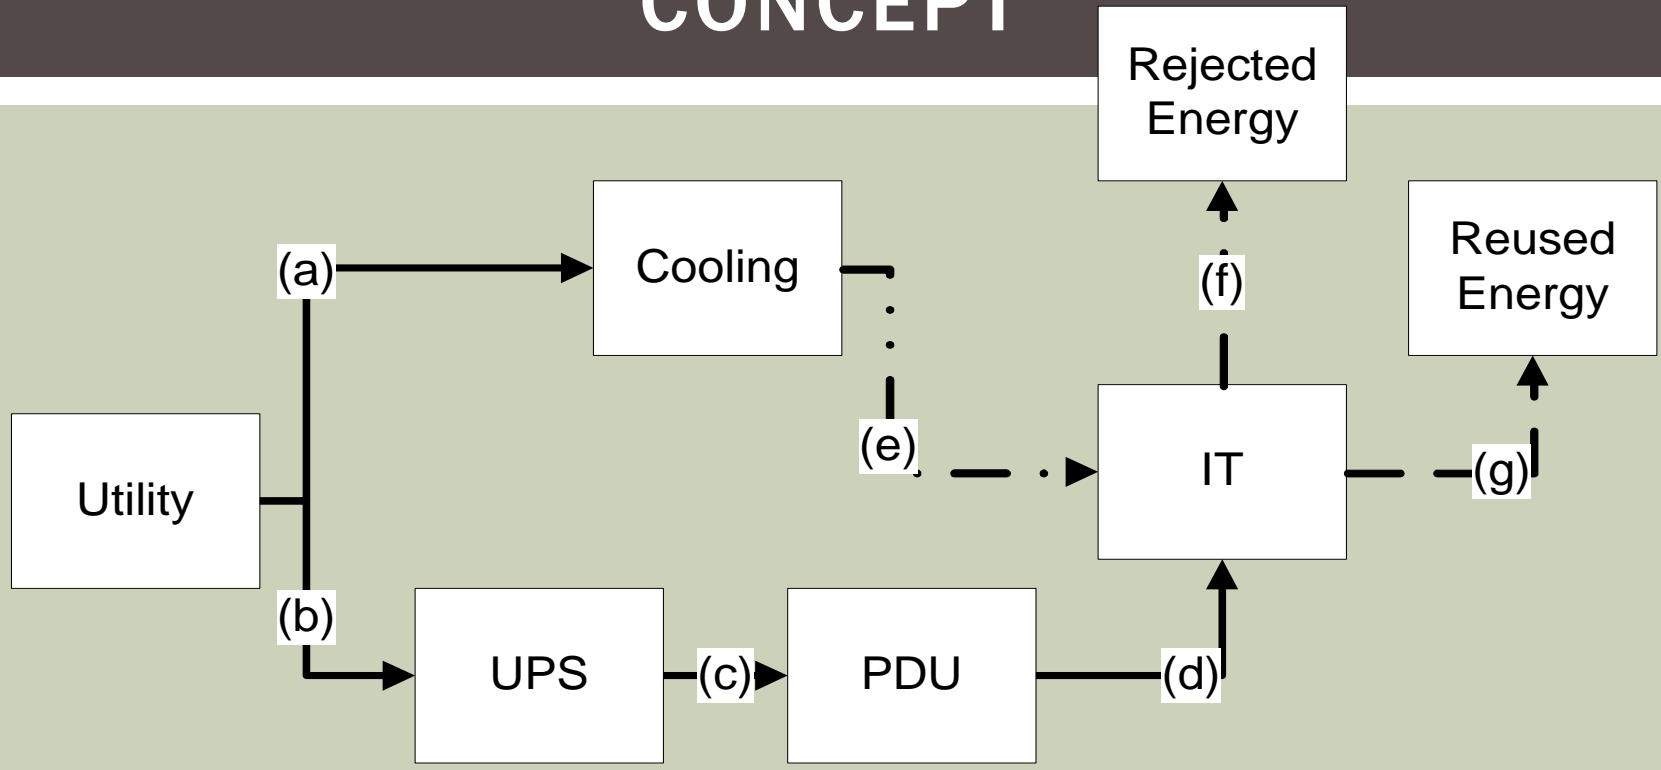 CONCEPT
Rejected
Energy
Reused
Energy
(a)
Cooling
(f)
(e)
IT
(g)
Utility
(b)
UPS
(c)
PDU
(d)